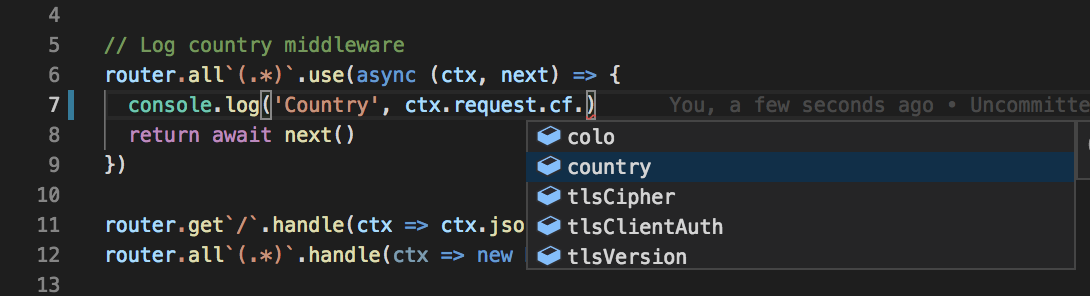 4
5 // Log country middleware
6 router.all`(.*)`.use(async (ctx, next) => {
7 console.log('Country', ctx.request.cf.) You, a few seconds ago • Uncommitte
colo
8 return await next()
country
9 })
tlsCipher
10
tlsClientAuth
11 router.get`/`.handle(ctx => ctx.jso
12 router.all`(.*)`.handle(ctx => new
tlsVersion
13